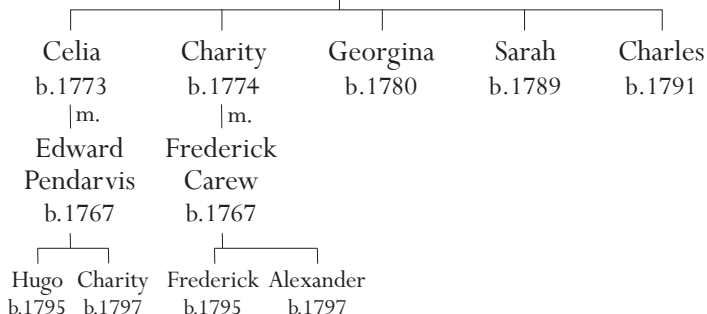 Celia Charity Georgina Sarah Charles
b.1773 b.1774 b.1780 b.1789 b.1791
m. m.
Edward Frederick
Pendarvis Carew
b.1767 b.1767
Hugo Charity Frederick Alexander
b.1795 b.1797 b.1795 b.1797